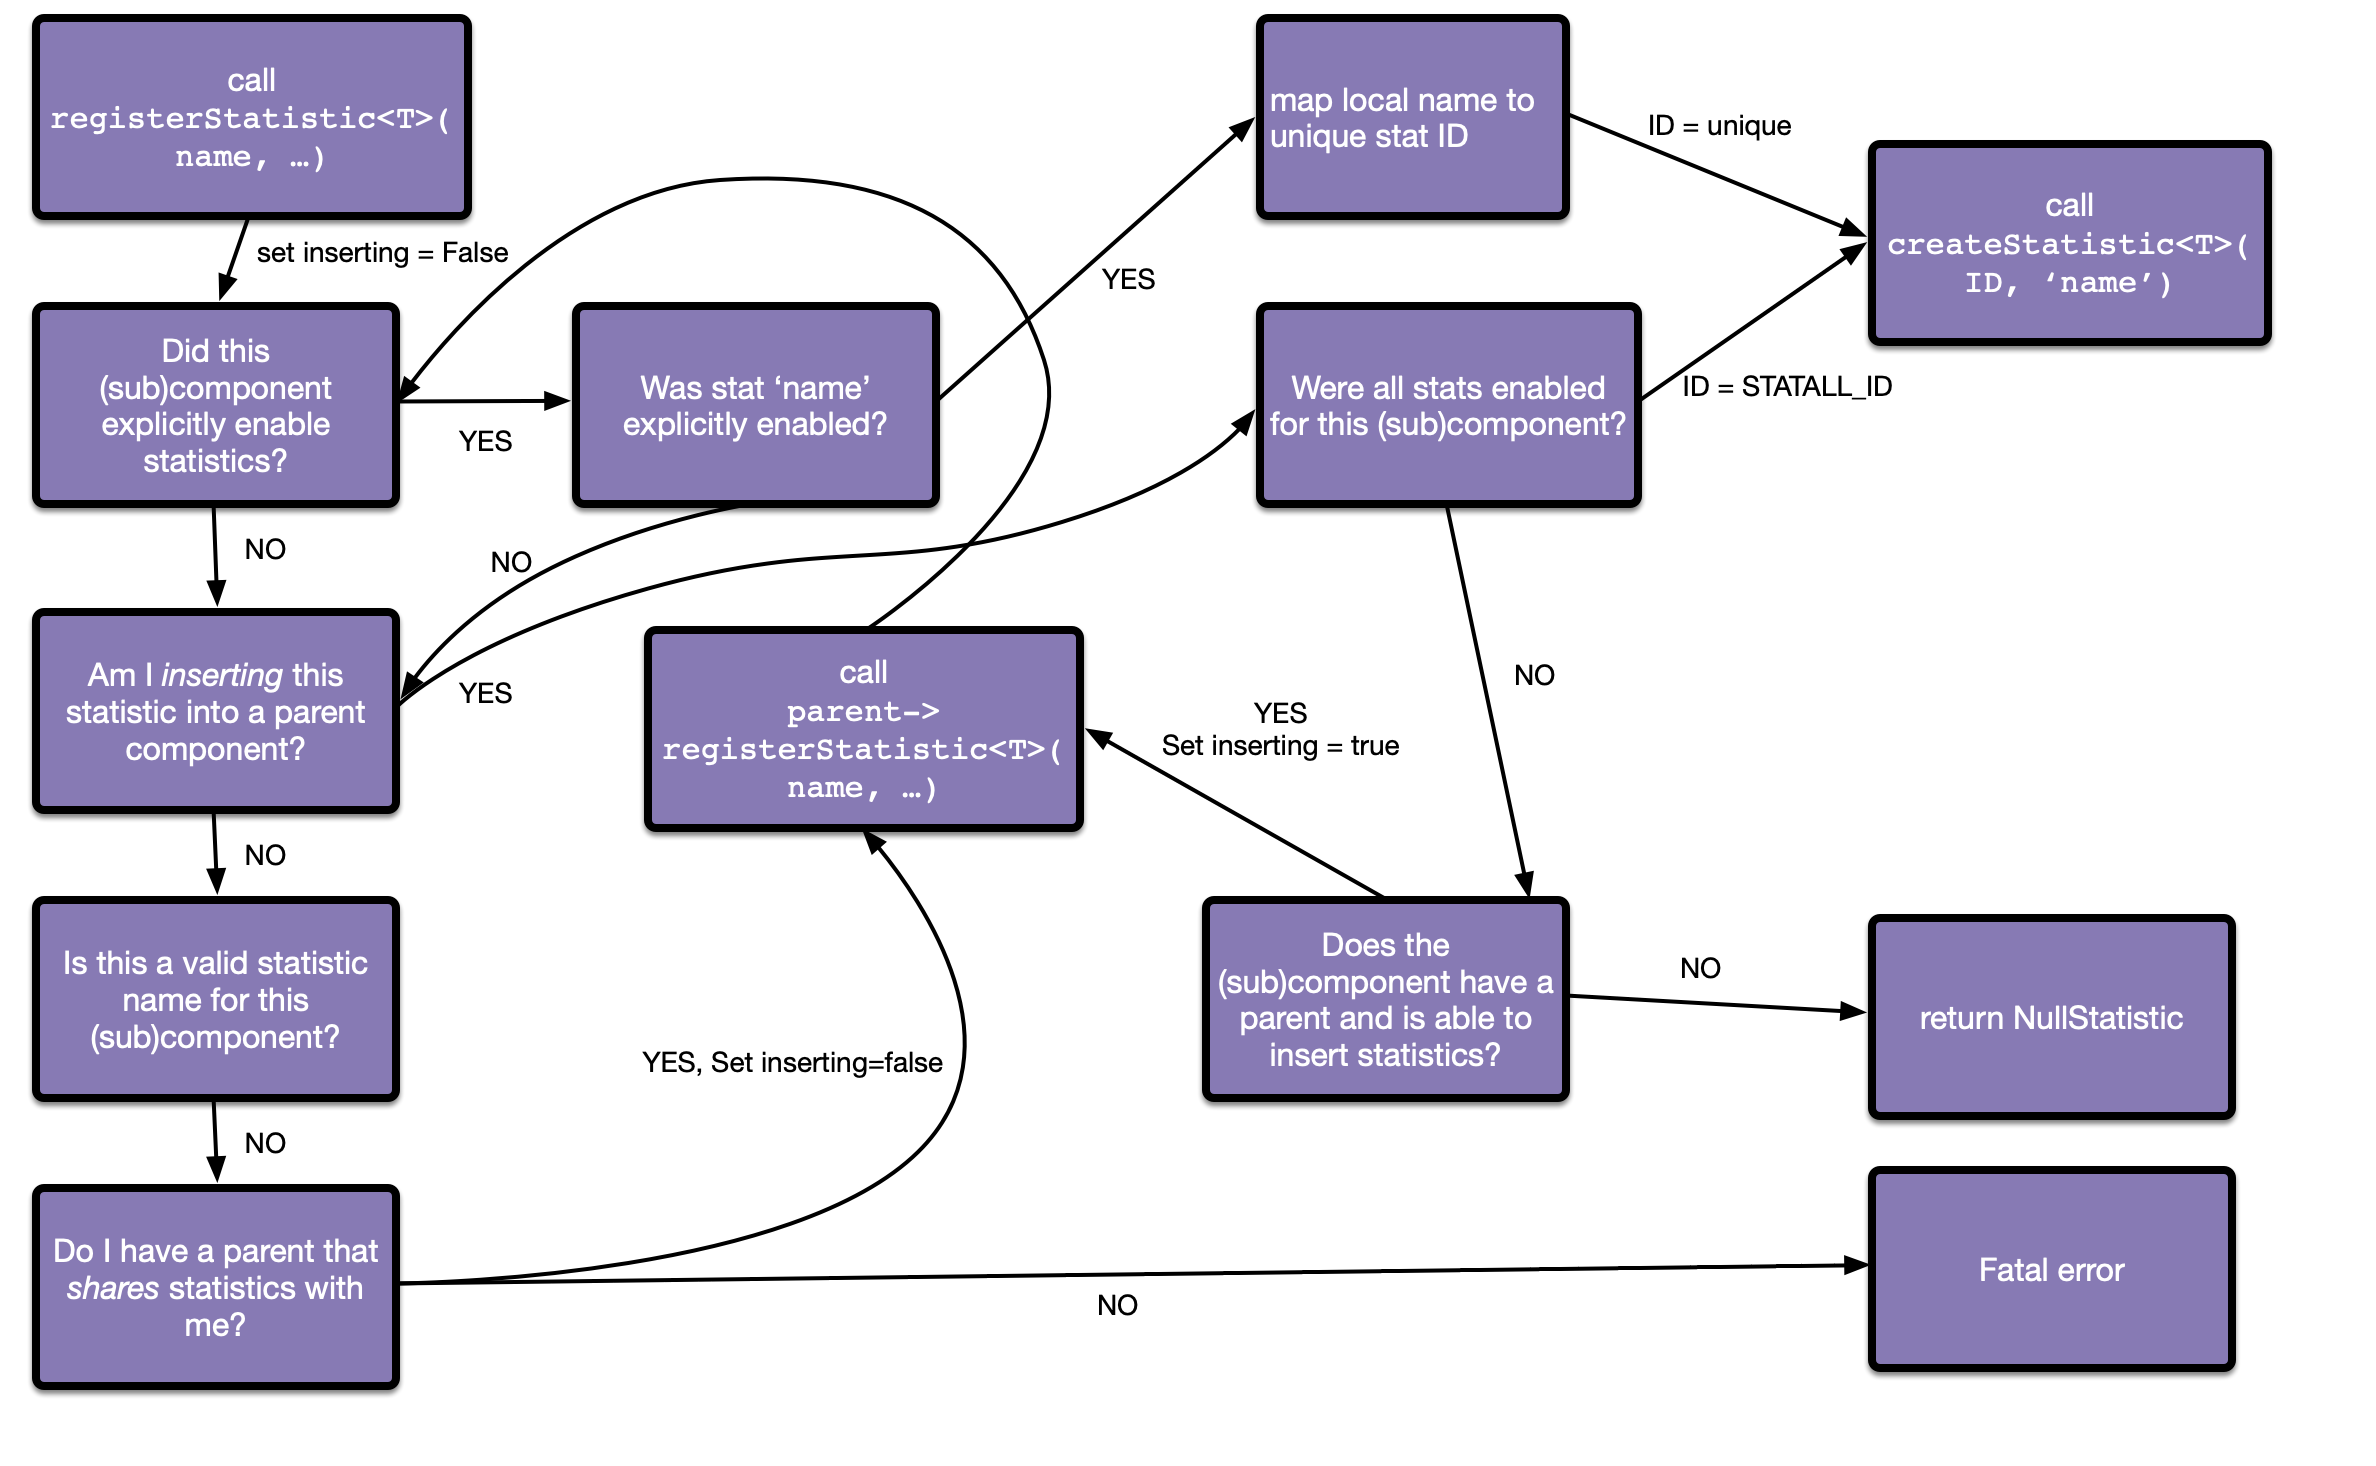 call
registerStatistic<T>(
name, …)
set inserting = False
Did this
(sub)component
explicitly enable
statistics?
YES
Was stat ‘name’
explicitly enabled?
YES
map local name to
unique stat ID
ID = unique
call
createStatistic<T>(
ID, ‘name’)
Were all stats enabled
for this (sub)component?
ID = STATALL_ID
NO
NO
Am I inserting this
statistic into a parent
component?
YES
call
parent->
registerStatistic<T>(
name, …)
YES
Set inserting = true
NO
NO
Is this a valid statistic
name for this
(sub)component?
Does the
(sub)component have a
parent and is able to
insert statistics?
NO
return NullStatistic
YES, Set inserting=false
NO
Do I have a parent that
shares statistics with
me?
NO
Fatal error